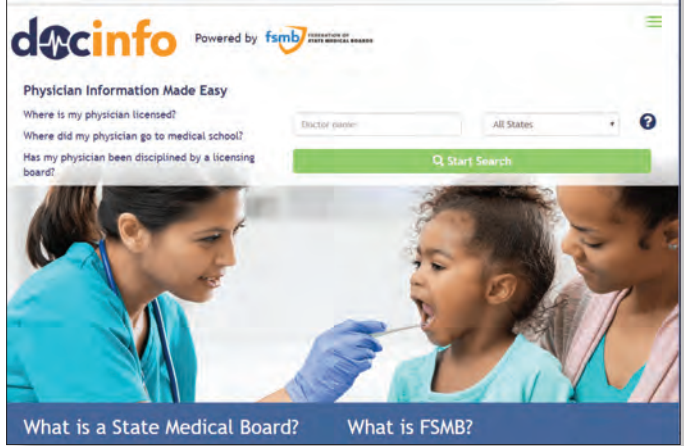 docinfo Powered by fsmb FEDERATION OF
STATE MEDICAL BOARDS
Physician Information Made Easy
Where is my physician licensed?
Where did my physician go to medical school?
Has my physician been disciplined by a licensing
board?
Doctor name
All States
?
Start Search
What is a State Medical Board?
What is FSMB?